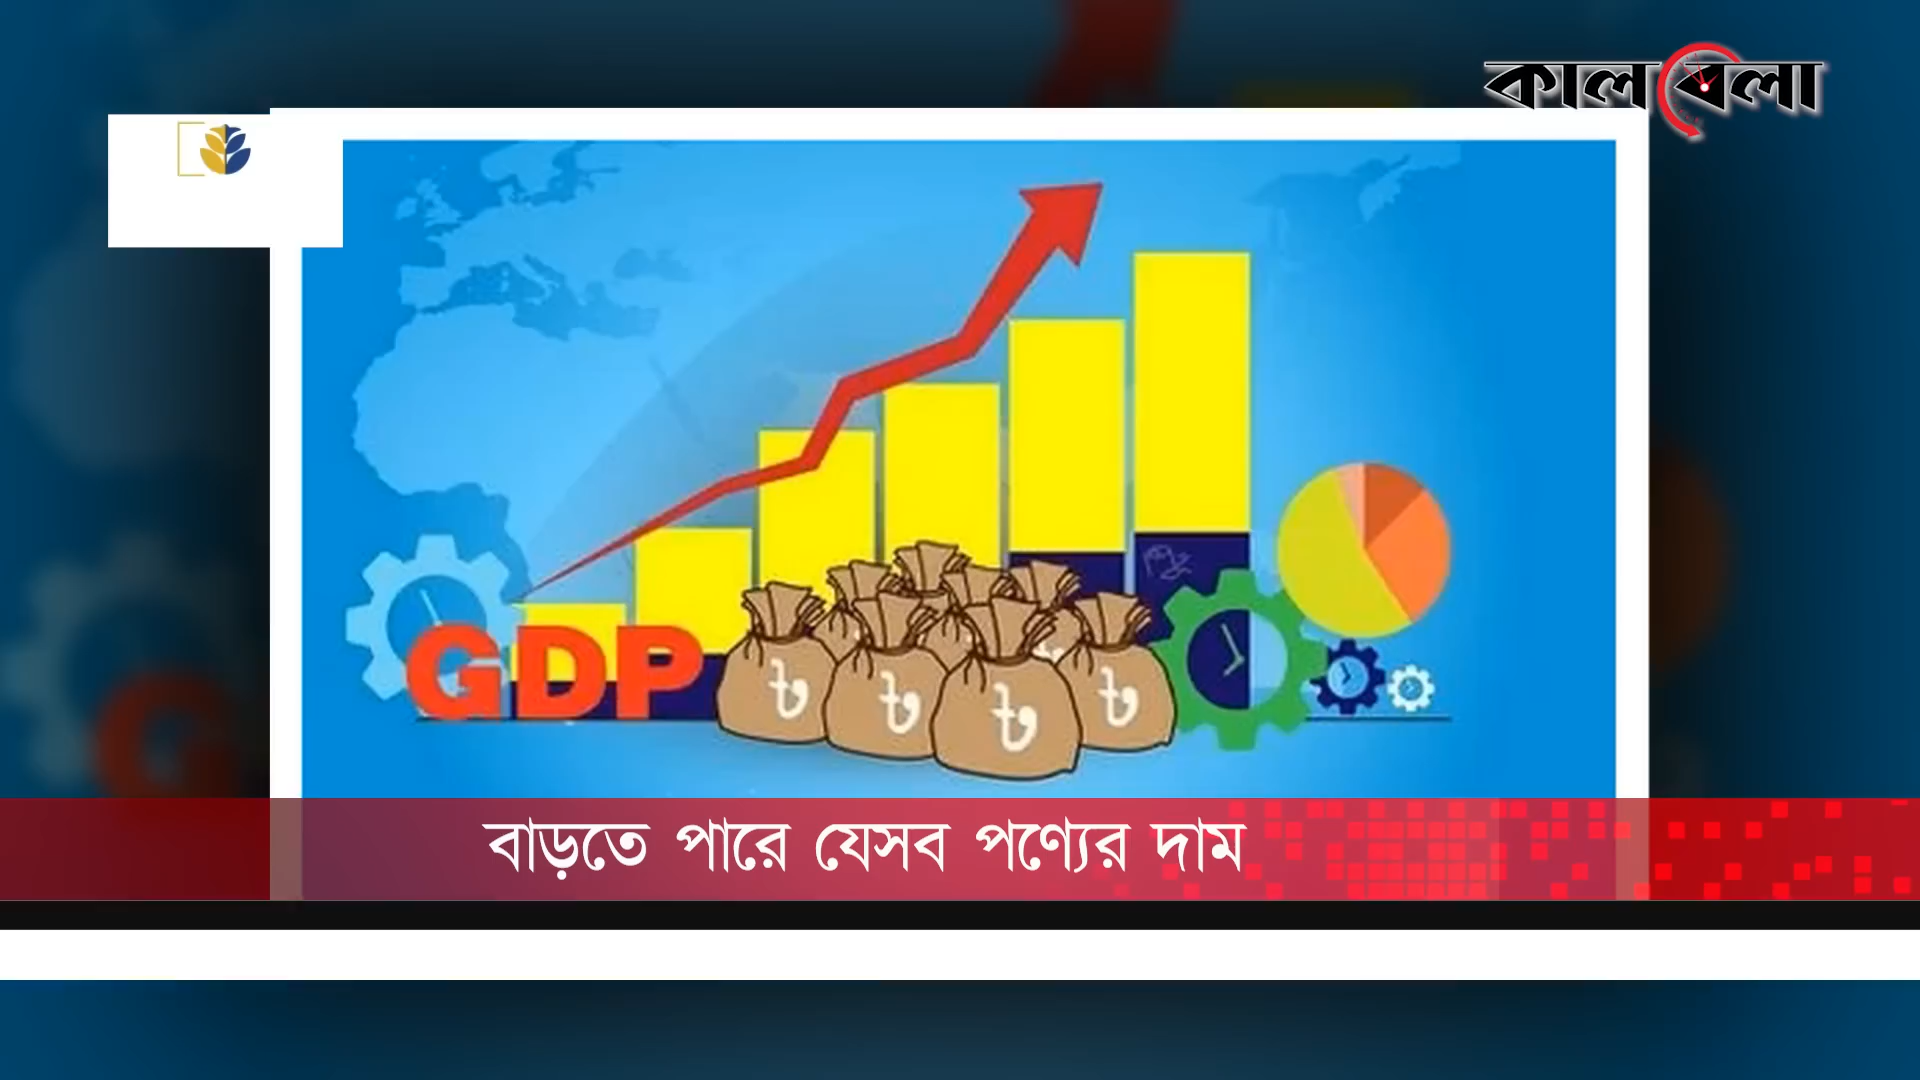 কালবেলা
GDP
৳ ৳ ৳ ৳
বাড়তে পারে যেসব পণ্যের দাম